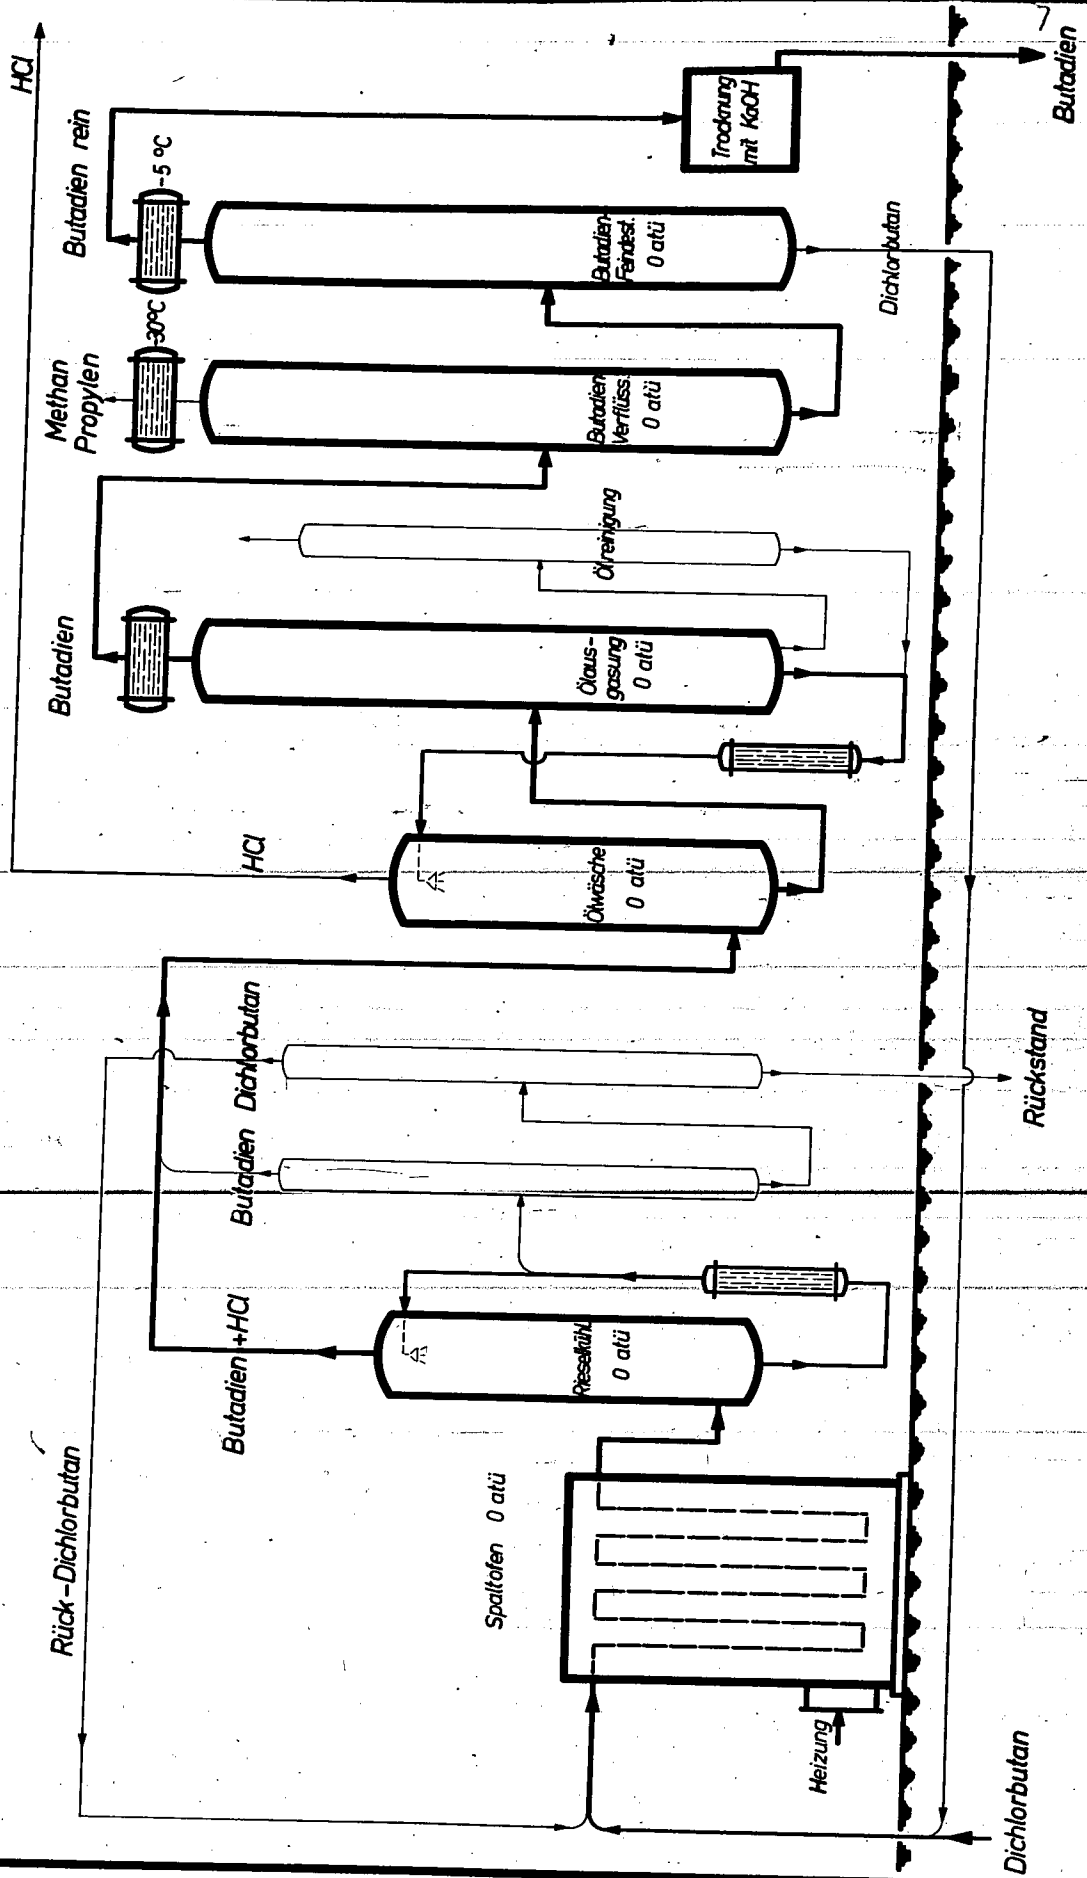 HCl
7
Butadien rein
-5 °C
Trocknung
mit KOH
Butadien
Methan
Propylen
-30°C
Butadien-
Feindest.
0 atü
Dichlorbutan
Butadien-
Verflüss.
0 atü
Butadien
Ölreinigung
Ölaus-
gasung
0 atü
HCl
Ölwäsche
0 atü
Butadien
Dichlorbutan
Rückstand
Butadien+HCl
Rieselkühl.
0 atü
Rück-Dichlorbutan
Spaltofen 0 atü
Heizung
Dichlorbutan